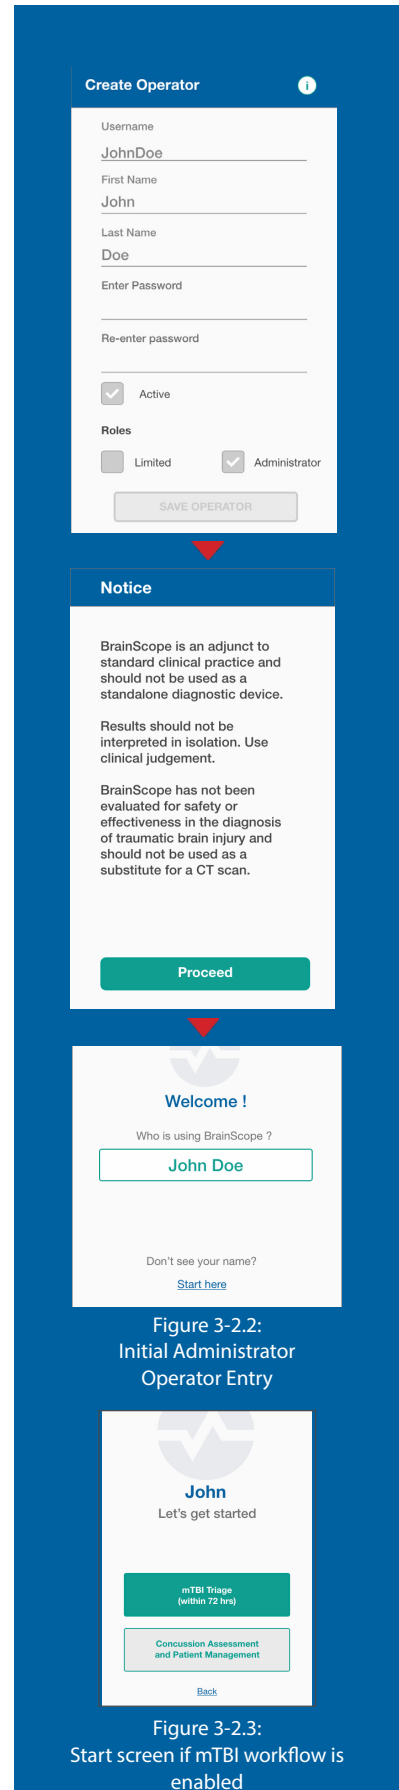 Create Operator i
Username
JohnDoe
First Name
John
Last Name
Doe
Enter Password
Re-enter password
Active
Roles
Limited Administrator
SAVE OPERATOR
Notice
BrainScope is an adjunct to
standard clinical practice and
should not be used as a
standalone diagnostic device.
Results should not be
interpreted in isolation. Use
clinical judgement.
BrainScope has not been
evaluated for safety or
effectiveness in the diagnosis
of traumatic brain injury and
should not be used as a
substitute for a CT scan.
Proceed
Welcome !
Who is using BrainScope ?
John Doe
Don't see your name?
Start here
Figure 3-2.2:
Initial Administrator
Operator Entry
John
Let's get started
mTBI Triage
(within 72 hrs)
Concussion Assessment
and Patient Management
Back
Figure 3-2.3:
Start screen if mTBI workflow is
enabled